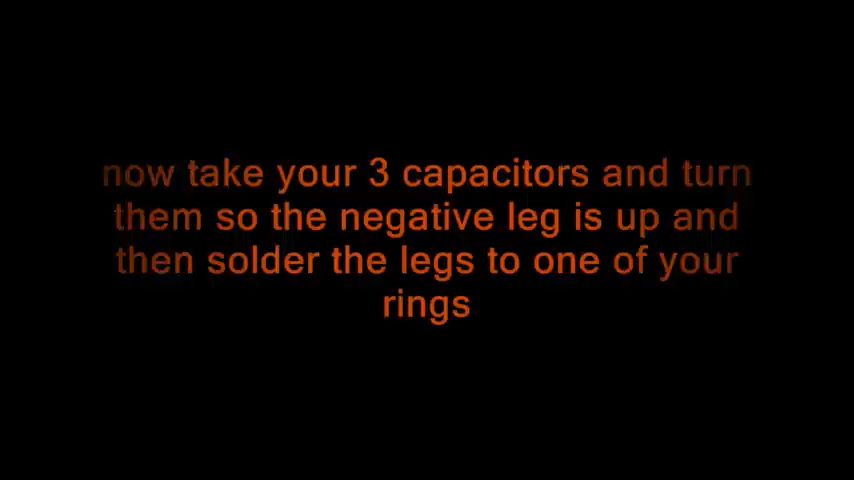 now take your 3 capacitors and turn
them so the negative leg is up and
then solder the legs to one of your
rings